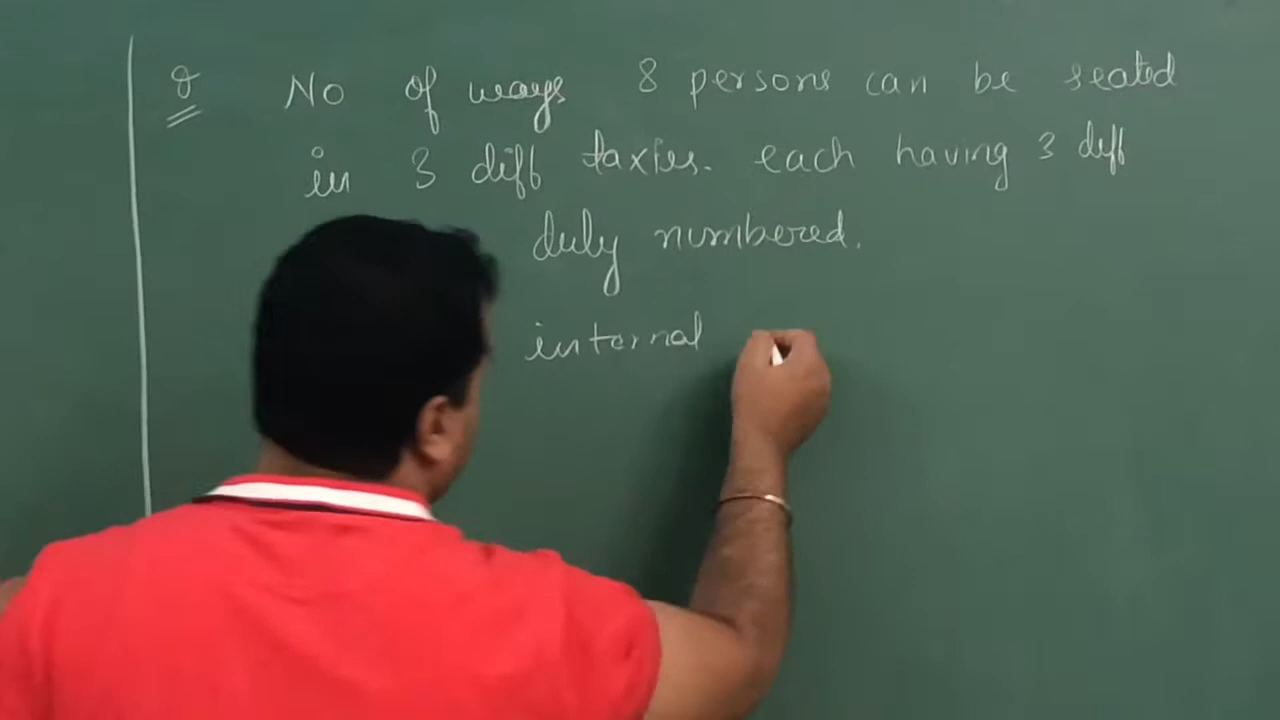 Q No of ways 8 persons can be seated
in 3 diff taxies. each having 3 diff
duly numbered.
internal